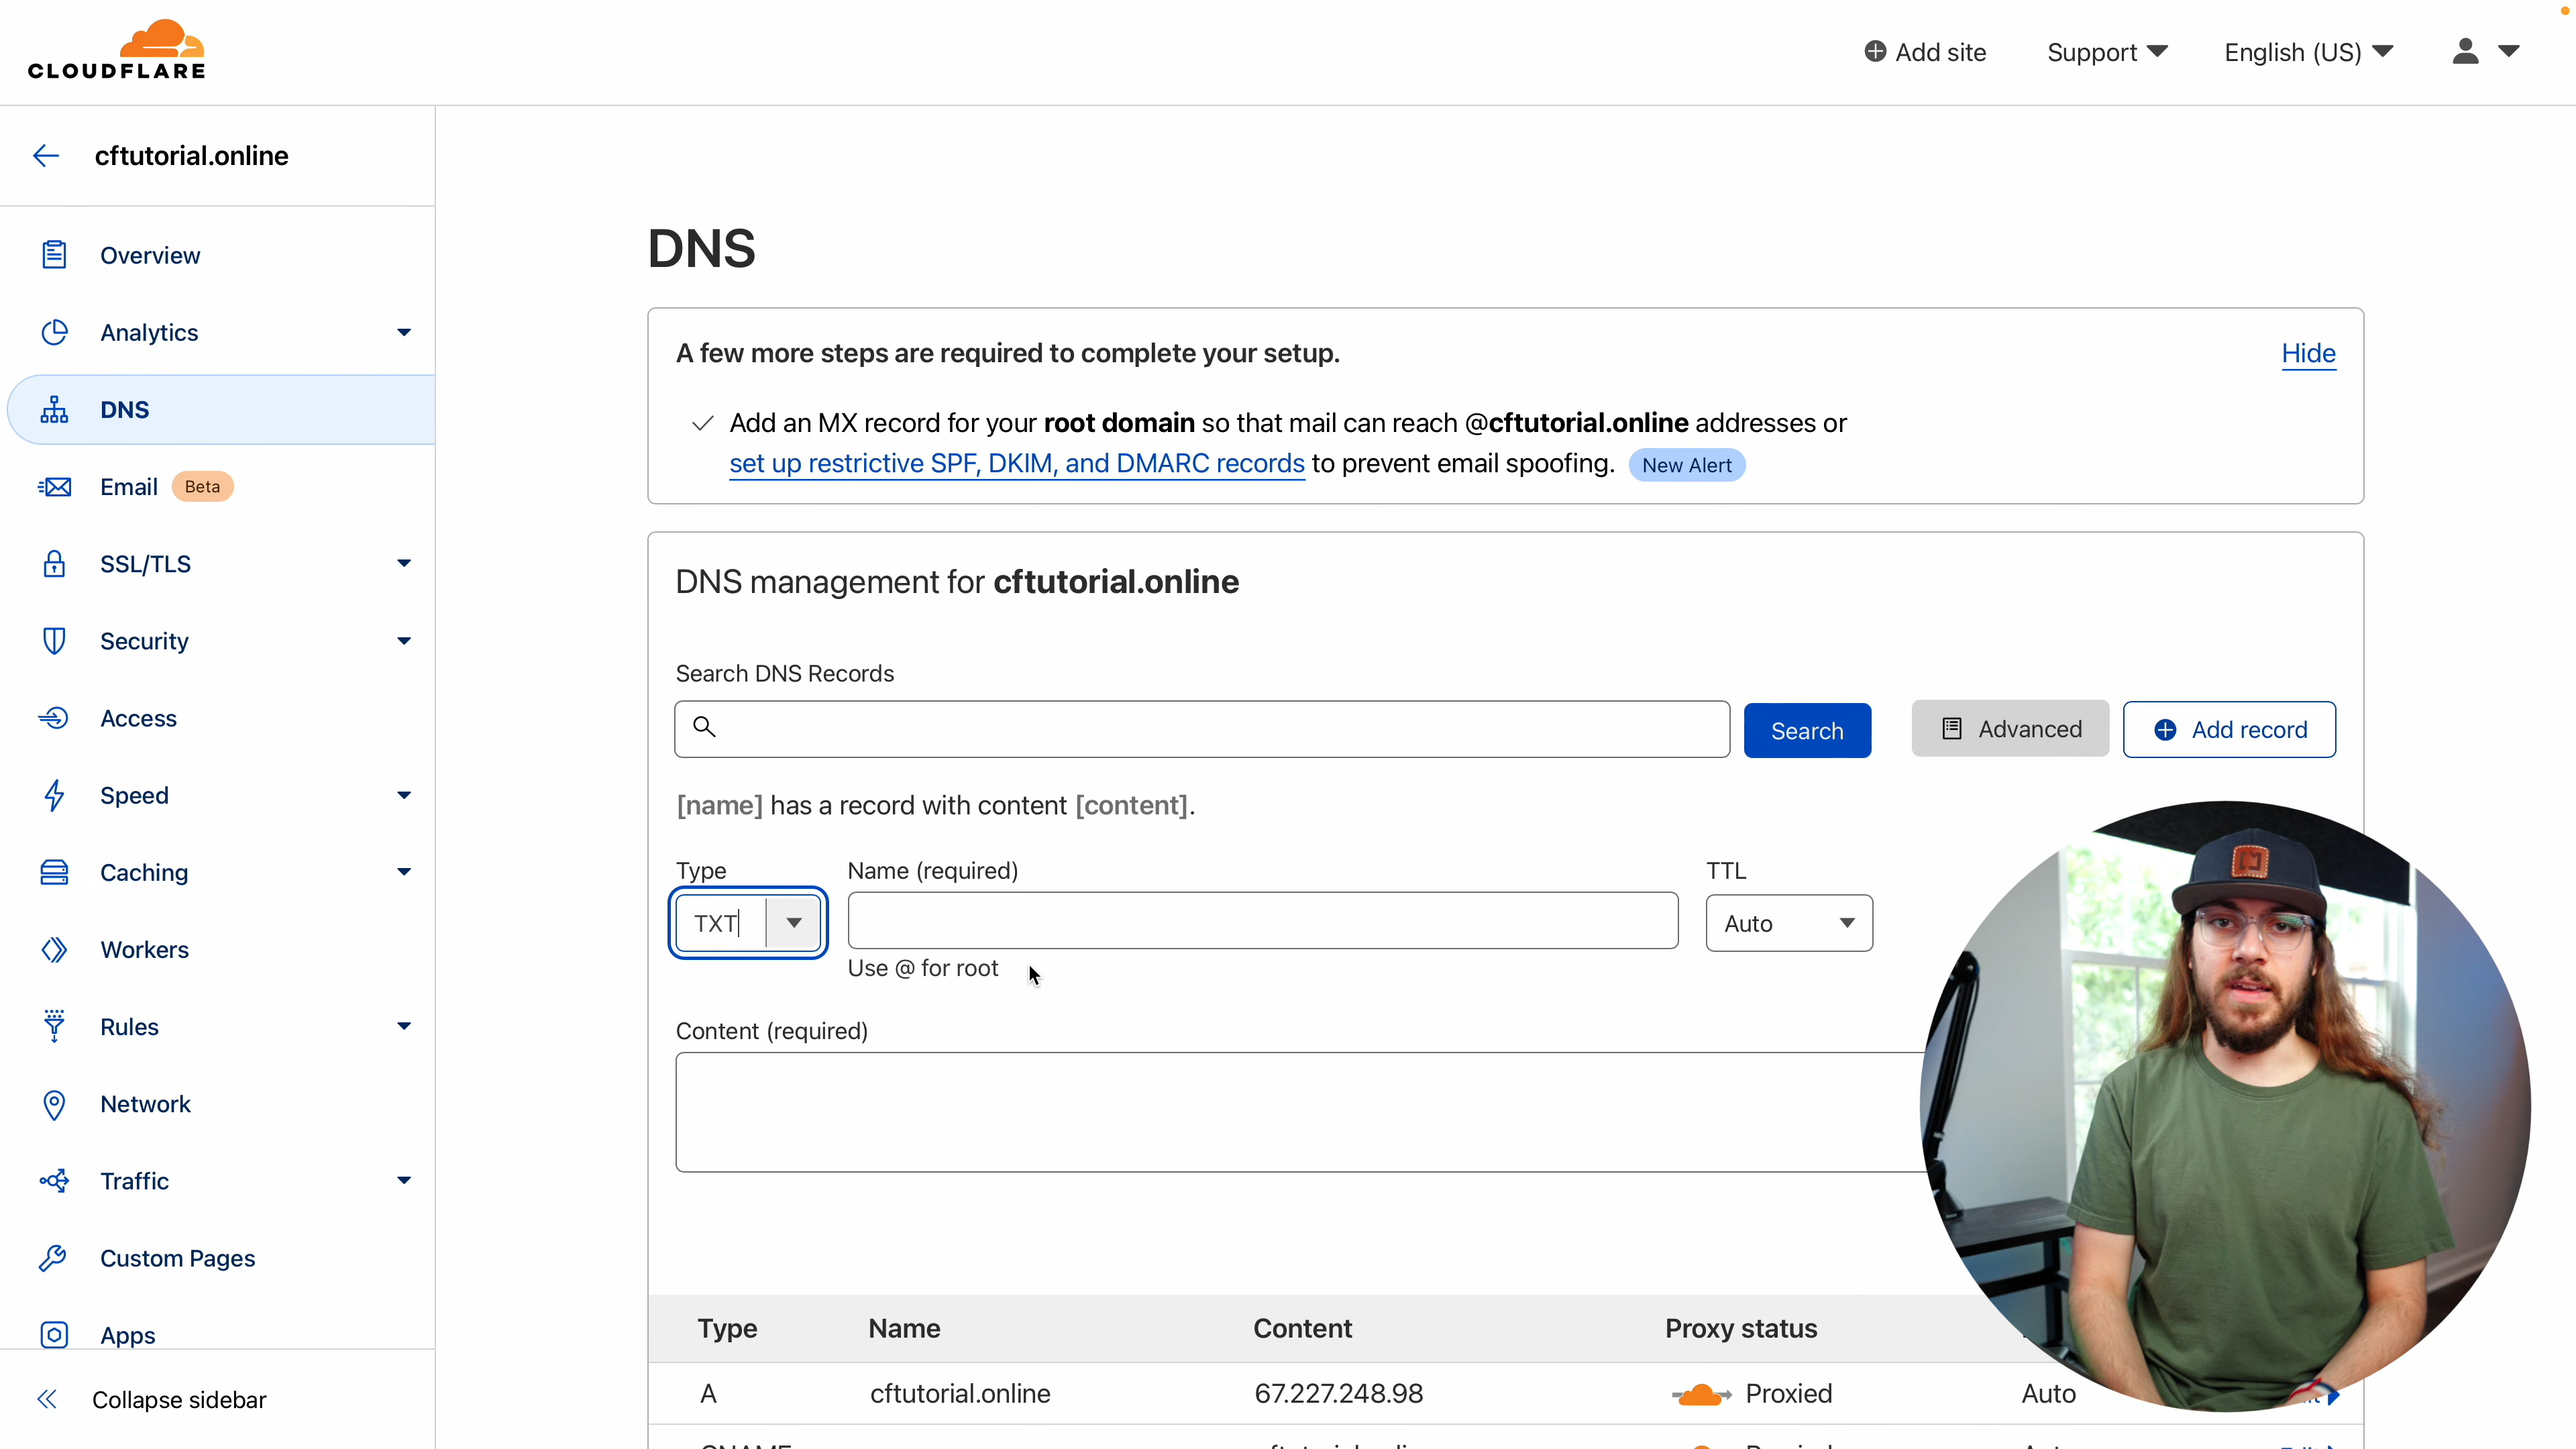 CLOUDFLARE
Add site
Support
English (US)
cftutorial.online
Overview
Analytics
DNS
Email Beta
SSL/TLS
Security
Access
Speed
Caching
Workers
Rules
Network
Traffic
Custom Pages
Apps
Collapse sidebar
DNS
A few more steps are required to complete your setup.
Hide
Add an MX record for your root domain so that mail can reach @cftutorial.online addresses or
set up restrictive SPF, DKIM, and DMARC records to prevent email spoofing. New Alert
DNS management for cftutorial.online
Search DNS Records
Search
Advanced
Add record
[name] has a record with content [content].
Type
Name (required)
TTL
TXT
Auto
Use @ for root
Content (required)
Type Name Content Proxy status
A cftutorial.online 67.227.248.98 Proxied Auto